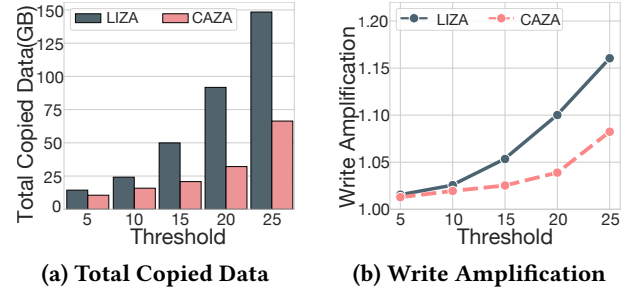 LIZA CAZA
Total Copied Data(GB)
150
125
100
75
50
25
0
5 10 15 20 25
Threshold
(a) Total Copied Data
LIZA CAZA
Write Amplification
1.20
1.15
1.10
1.05
1.00
5 10 15 20 25
Threshold
(b) Write Amplification